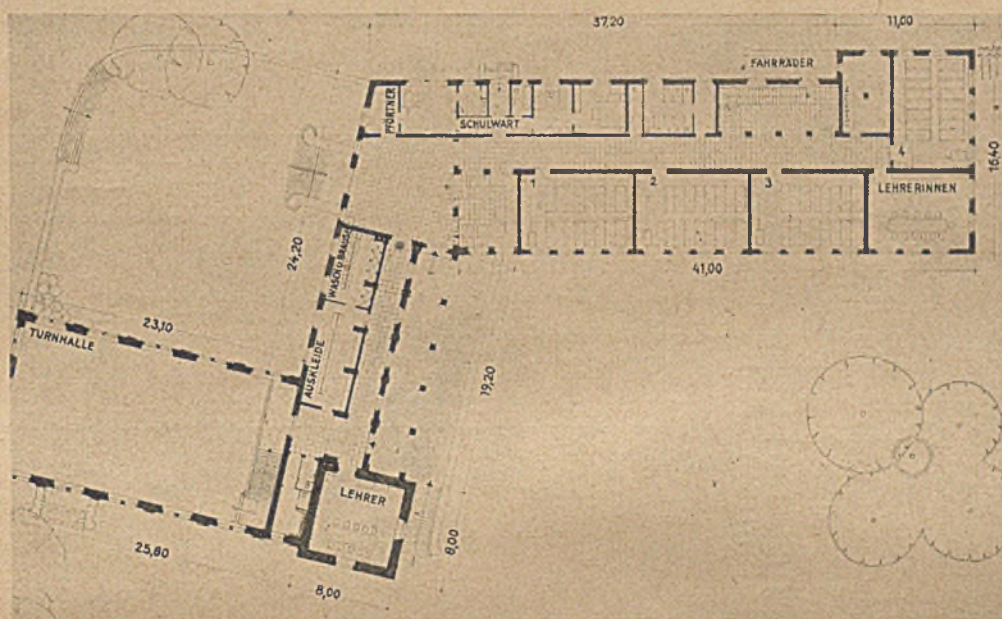 37,20
11,00
FAHRRÄDER
PFÖRTNER
SCHULWART
4
16,40
1
2
3
LEHRERINNEN
24,20
WASCH U. BRAUSE
41,00
23,10
TURNHALLE
AUSKLEIDE
19,20
LEHRER
25,80
8,00
8,00